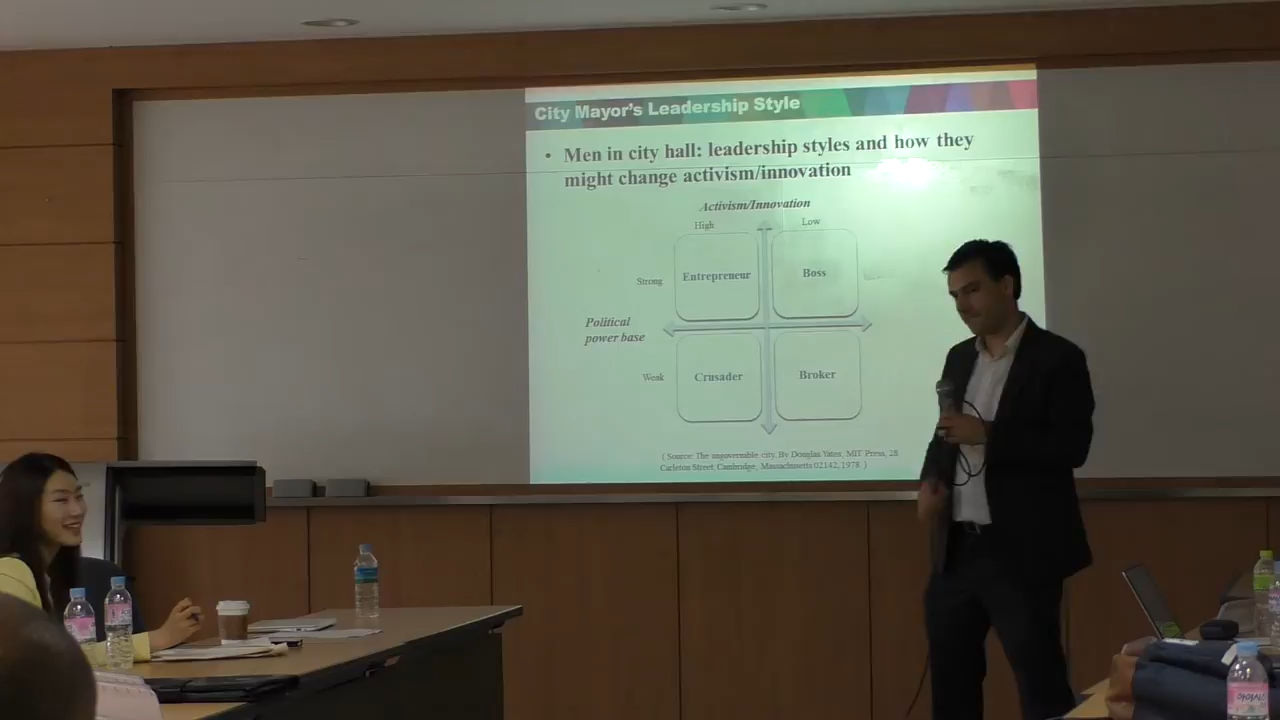 City Mayor's Leadership Style
• Men in city hall: leadership styles and how they
might change activism/innovation
Activism/Innovation
High
Low
Strong
Entrepreneur
Boss
Political
power base
Weak
Crusader
Broker
( Source: The ungovernable city. By Douglas Yates, MIT Press, 28
Carleton Street, Cambridge, Massachusetts 02142, 1978 )